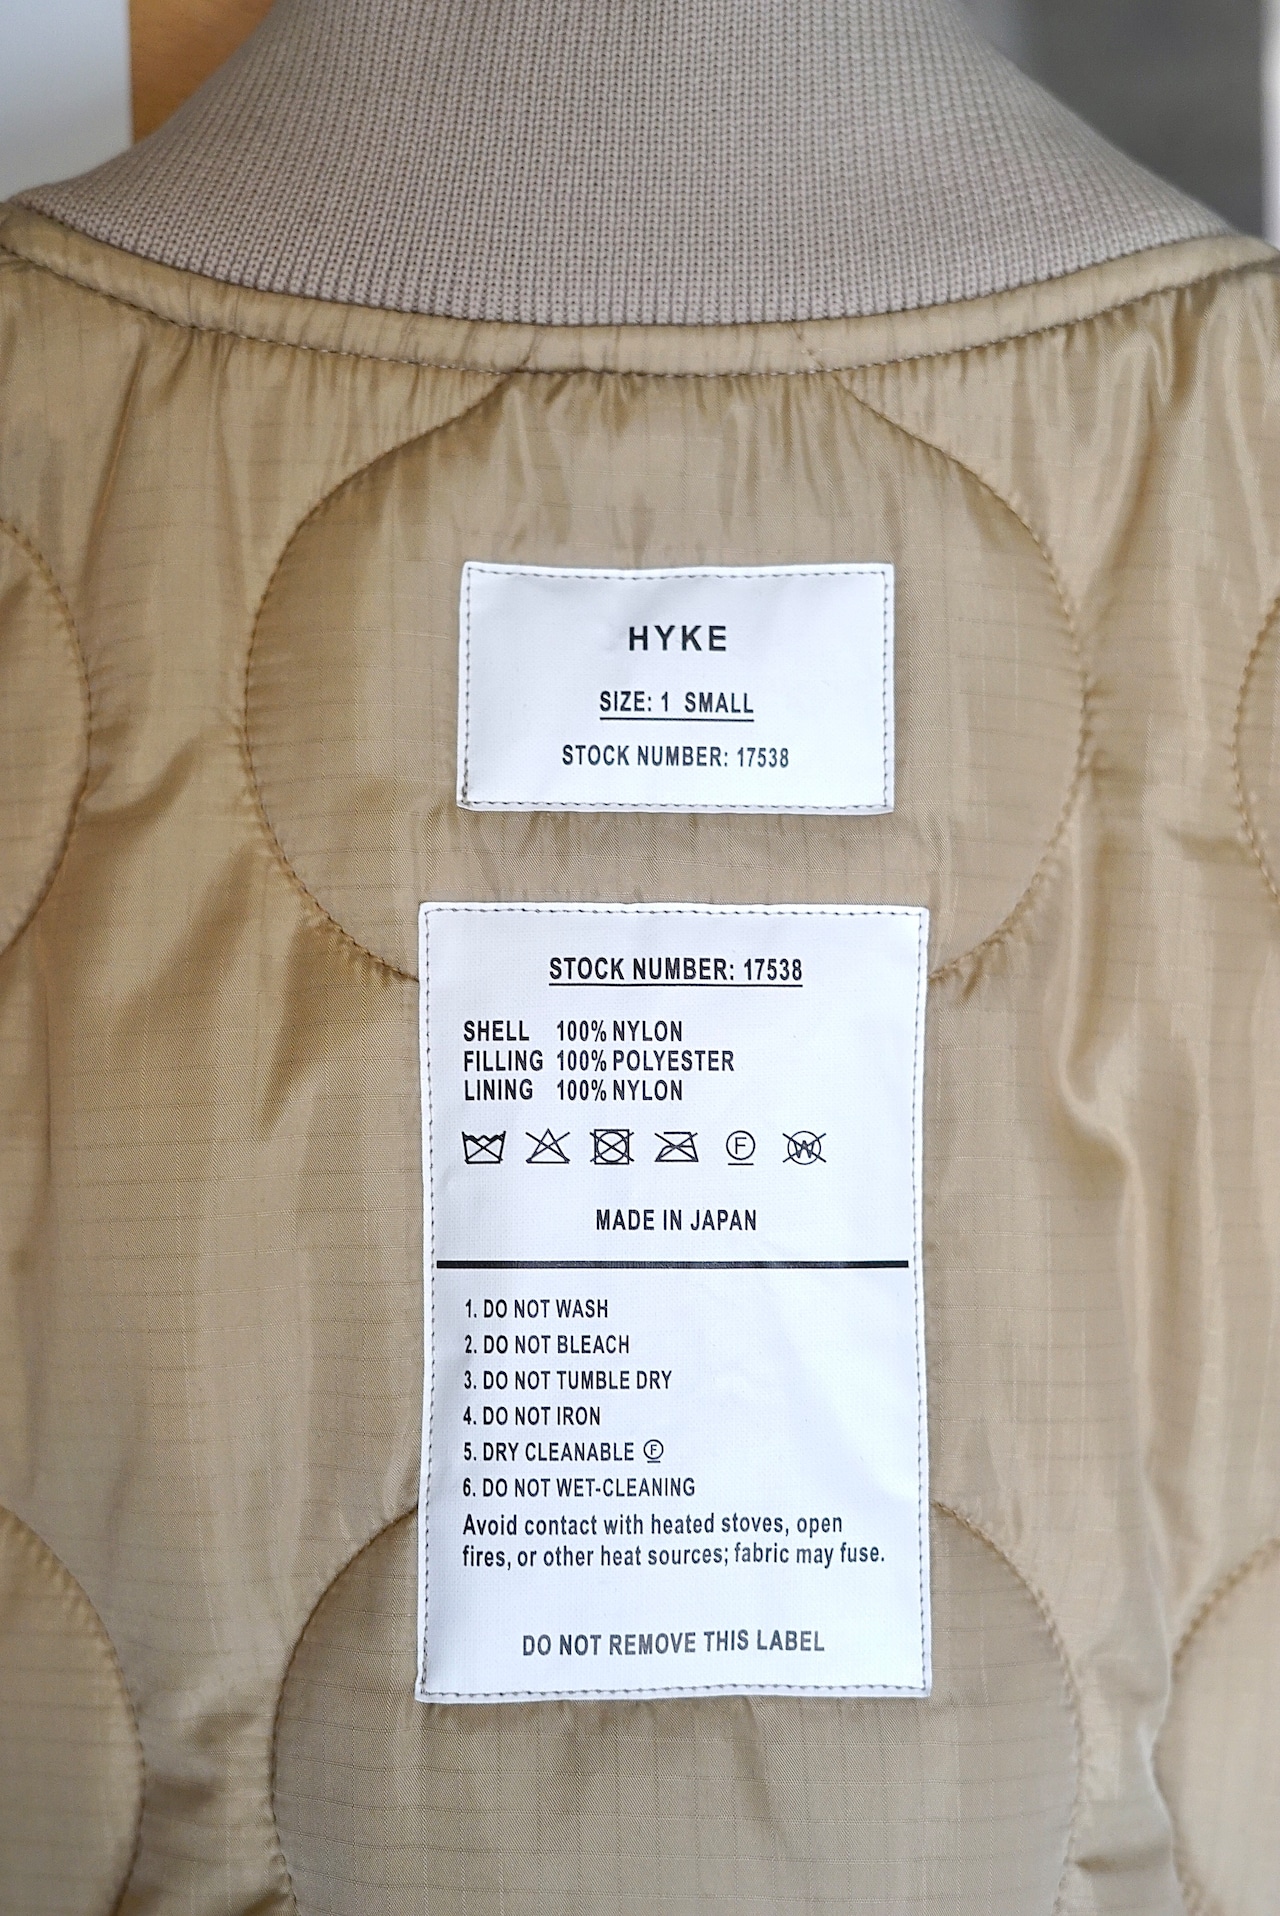 HYKE
SIZE: 1 SMALL
STOCK NUMBER: 17538
STOCK NUMBER: 17538
SHELL 100% NYLON
FILLING 100% POLYESTER
LINING 100% NYLON
F W
MADE IN JAPAN
1. DO NOT WASH
2. DO NOT BLEACH
3. DO NOT TUMBLE DRY
4. DO NOT IRON
5. DRY CLEANABLE Ⓕ
6. DO NOT WET-CLEANING
Avoid contact with heated stoves, open
fires, or other heat sources; fabric may fuse.
DO NOT REMOVE THIS LABEL